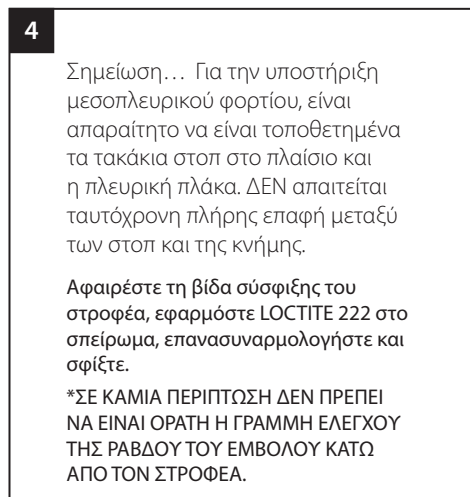 4
Σημείωση… Για την υποστήριξη
μεσοπλευρικού φορτίου, είναι
απαραίτητο να είναι τοποθετημένα
τα τακάκια στοπ στο πλαίσιο και
η πλευρική πλάκα. ΔΕΝ απαιτείται
ταυτόχρονη πλήρης επαφή μεταξύ
των στοπ και της κνήμης.
Αφαιρέστε τη βίδα σύσφιξης του
στροφέα, εφαρμόστε LOCTITE 222 στο
σπείρωμα, επανασυναρμολογήστε και
σφίξτε.
*ΣΕ ΚΑΜΙΑ ΠΕΡΙΠΤΩΣΗ ΔΕΝ ΠΡΕΠΕΙ
ΝΑ ΕΙΝΑΙ ΟΡΑΤΗ Η ΓΡΑΜΜΗ ΕΛΕΓΧΟΥ
ΤΗΣ ΡΑΒΔΟΥ ΤΟΥ ΕΜΒΟΛΟΥ ΚΑΤΩ
ΑΠΟ ΤΟΝ ΣΤΡΟΦΕΑ.